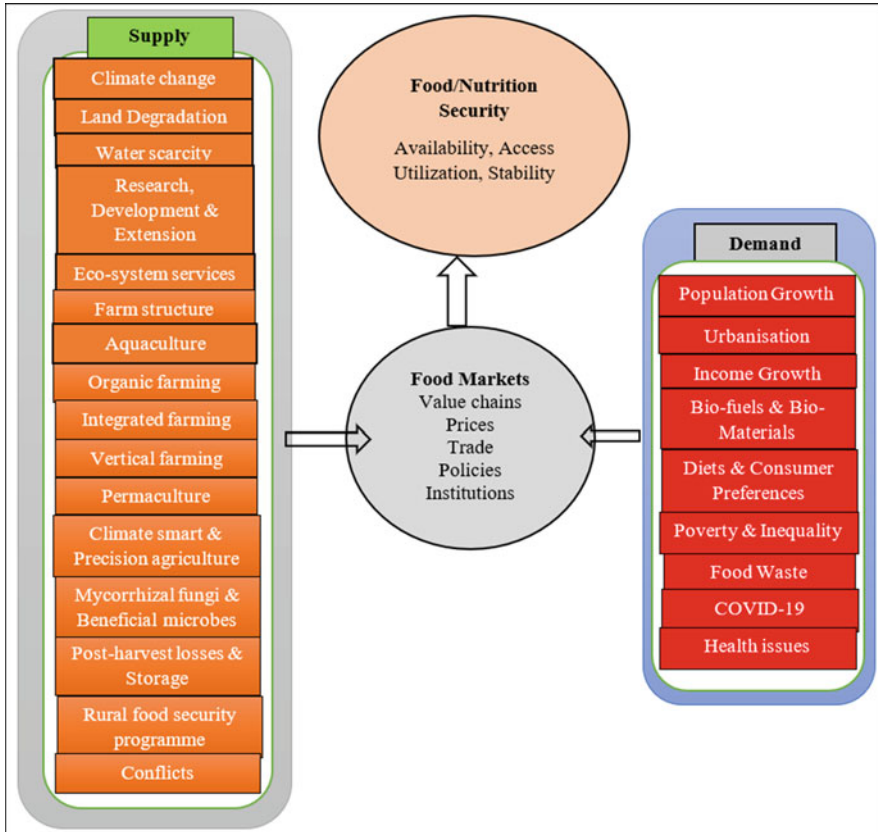 Supply
Climate change
Land Degradation
Water scarcity
Research,
Development &
Extension
Eco-system services
Farm structure
Aquaculture
Organic farming
Integrated farming
Vertical farming
Permaculture
Climate smart &
Precision agriculture
Mycorrhizal fungi &
Beneficial microbes
Post-harvest losses &
Storage
Rural food security
programme
Conflicts
Food/Nutrition
Security
Availability, Access
Utilization, Stability
Food Markets
Value chains
Prices
Trade
Policies
Institutions
Demand
Population Growth
Urbanisation
Income Growth
Bio-fuels & Bio-
Materials
Diets & Consumer
Preferences
Poverty & Inequality
Food Waste
COVID-19
Health issues